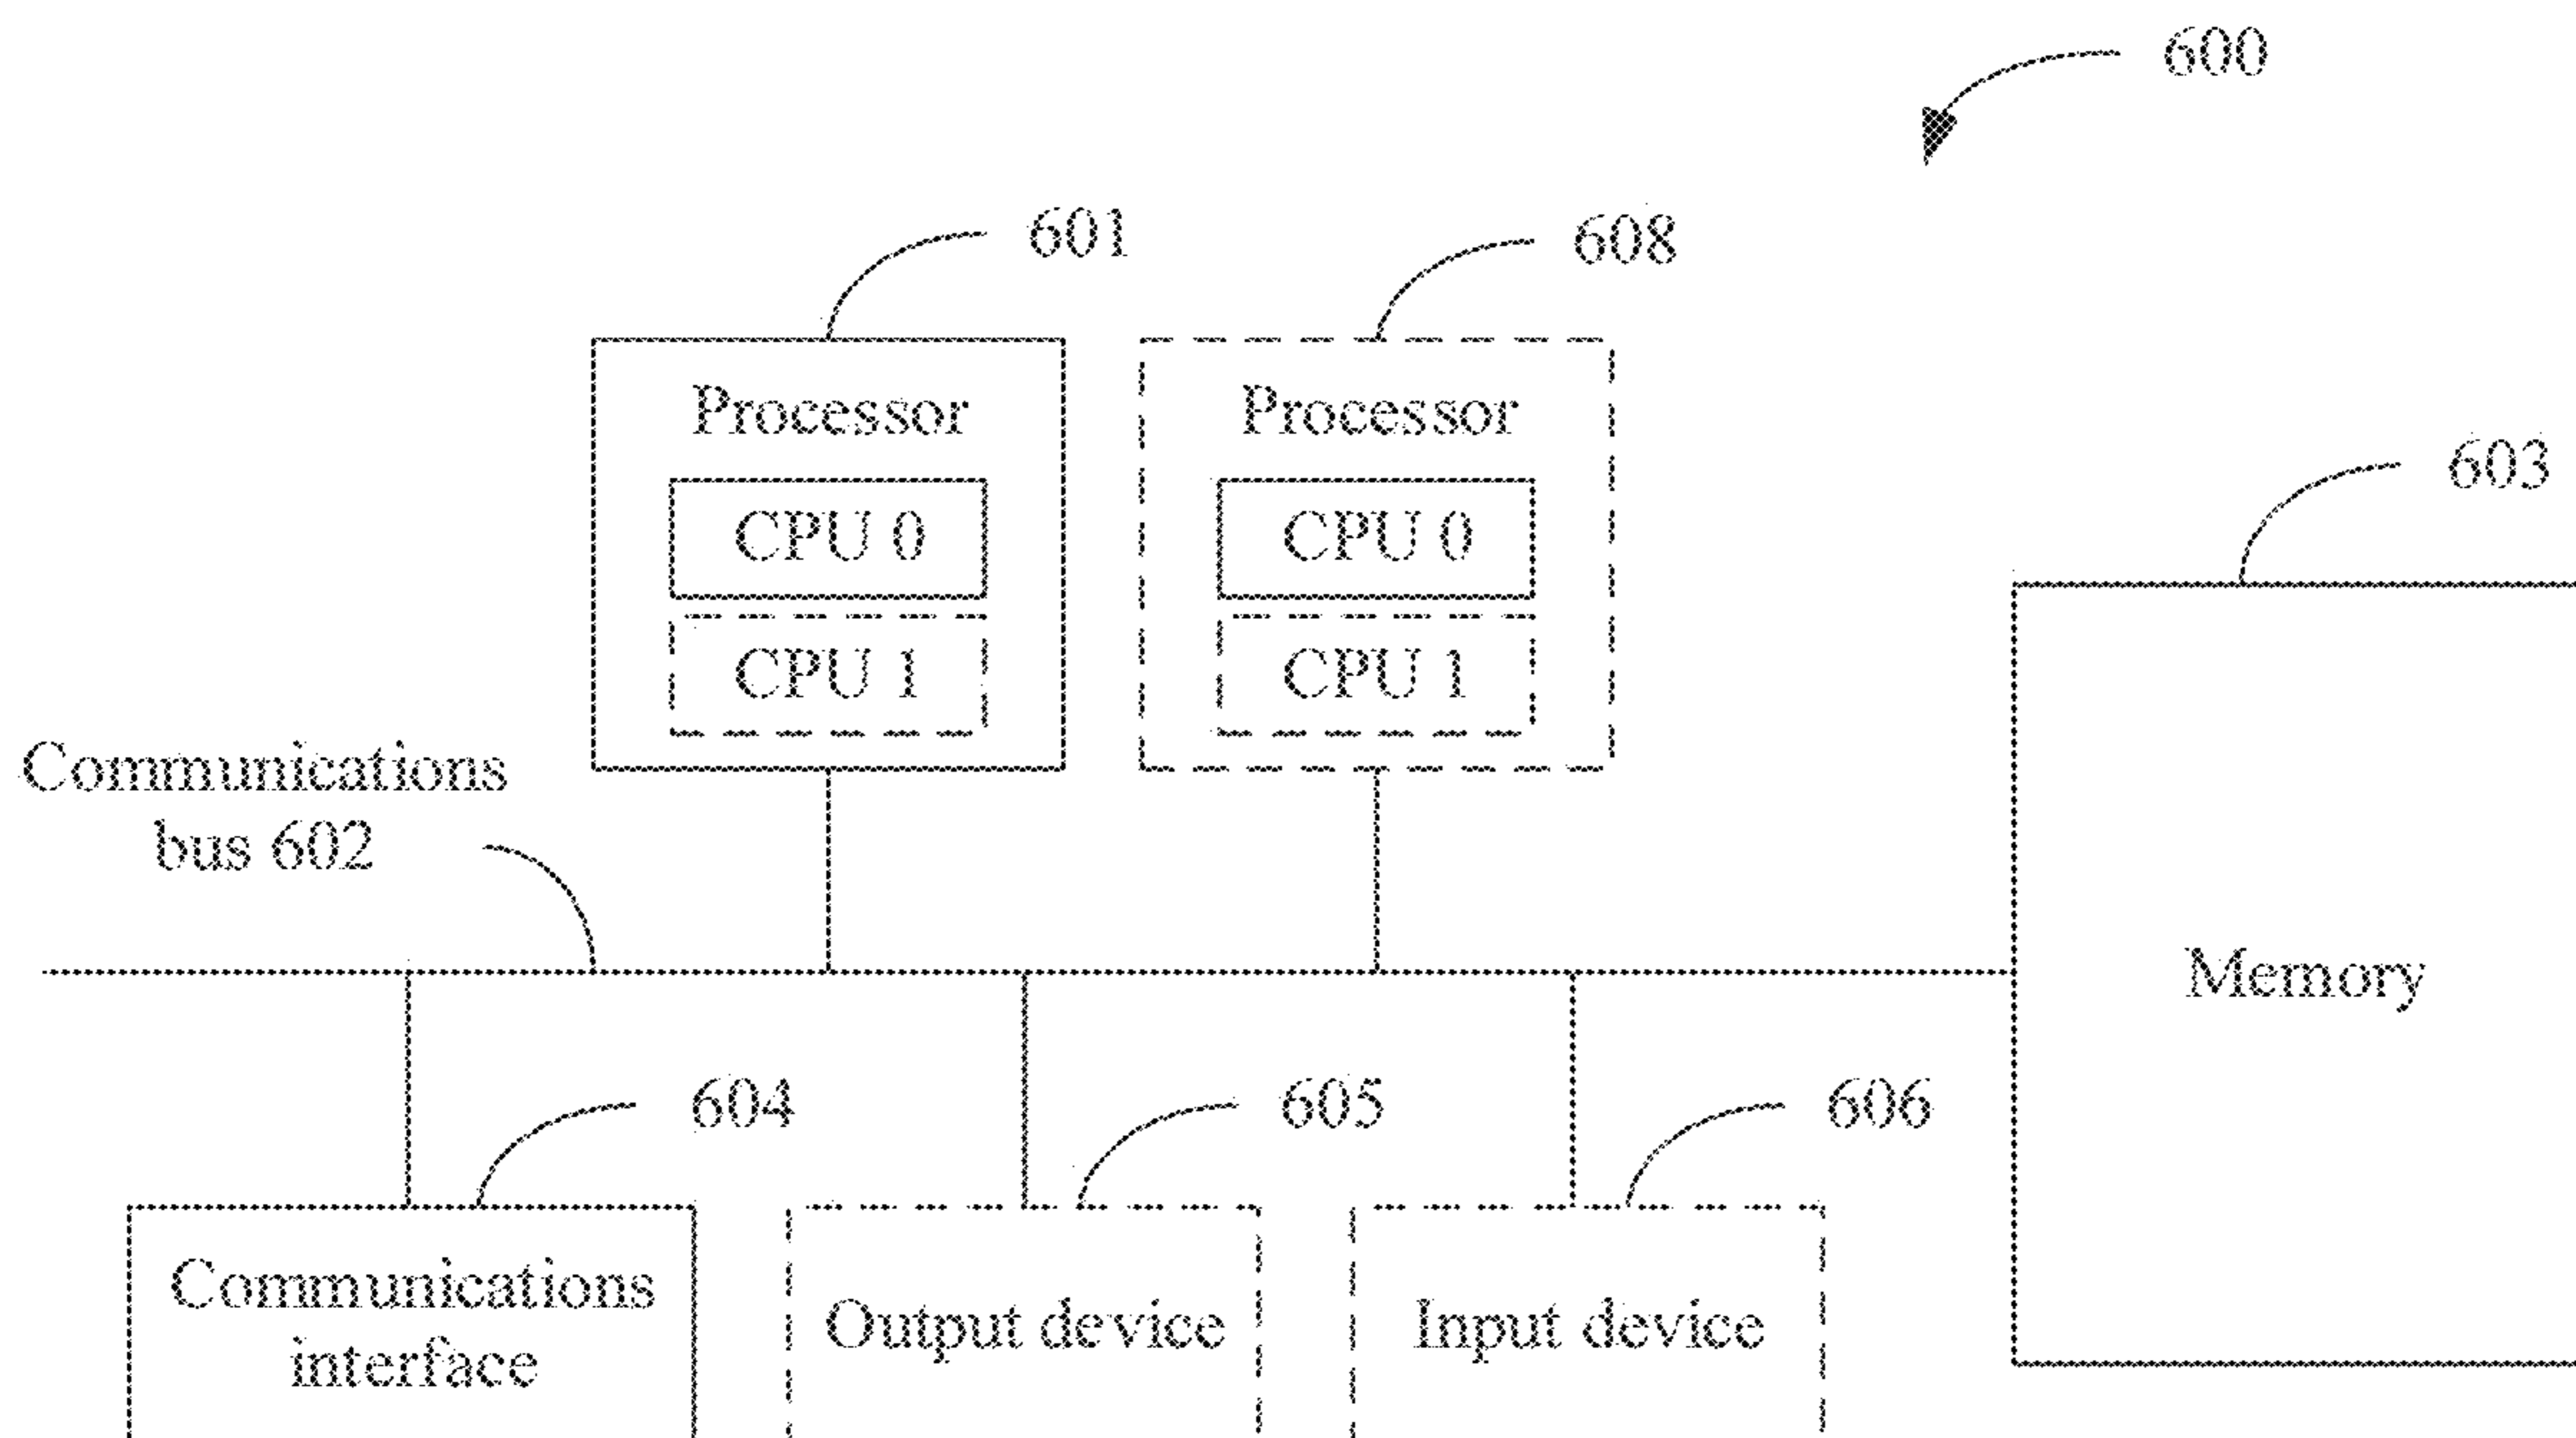 600
601
608
Processor
Processor
603
CPU 0
CPU 0
CPU 1
CPU 1
Communications
bus 602
Memory
604
605
606
Communications
interface
Output device
Input device